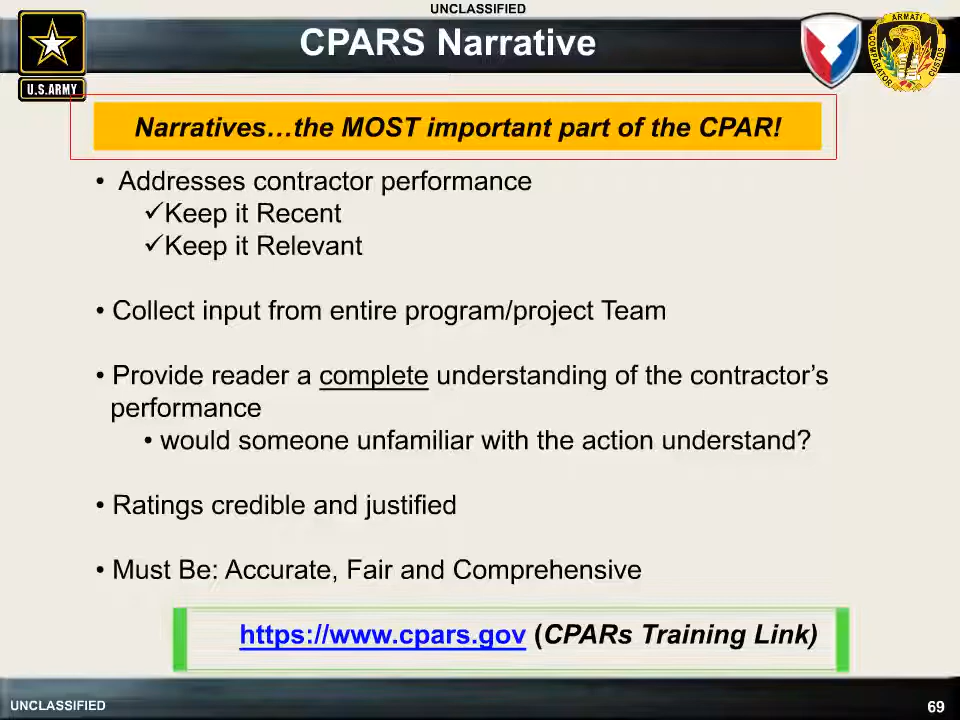 UNCLASSIFIED
CPARS Narrative
U.S.ARMY
ARMATI
COMPARATOR
CUSTOS
Narratives…the MOST important part of the CPAR!
• Addresses contractor performance
✓Keep it Recent
✓Keep it Relevant
• Collect input from entire program/project Team
• Provide reader a complete understanding of the contractor’s
performance
• would someone unfamiliar with the action understand?
• Ratings credible and justified
• Must Be: Accurate, Fair and Comprehensive
https://www.cpars.gov (CPARs Training Link)
UNCLASSIFIED
69